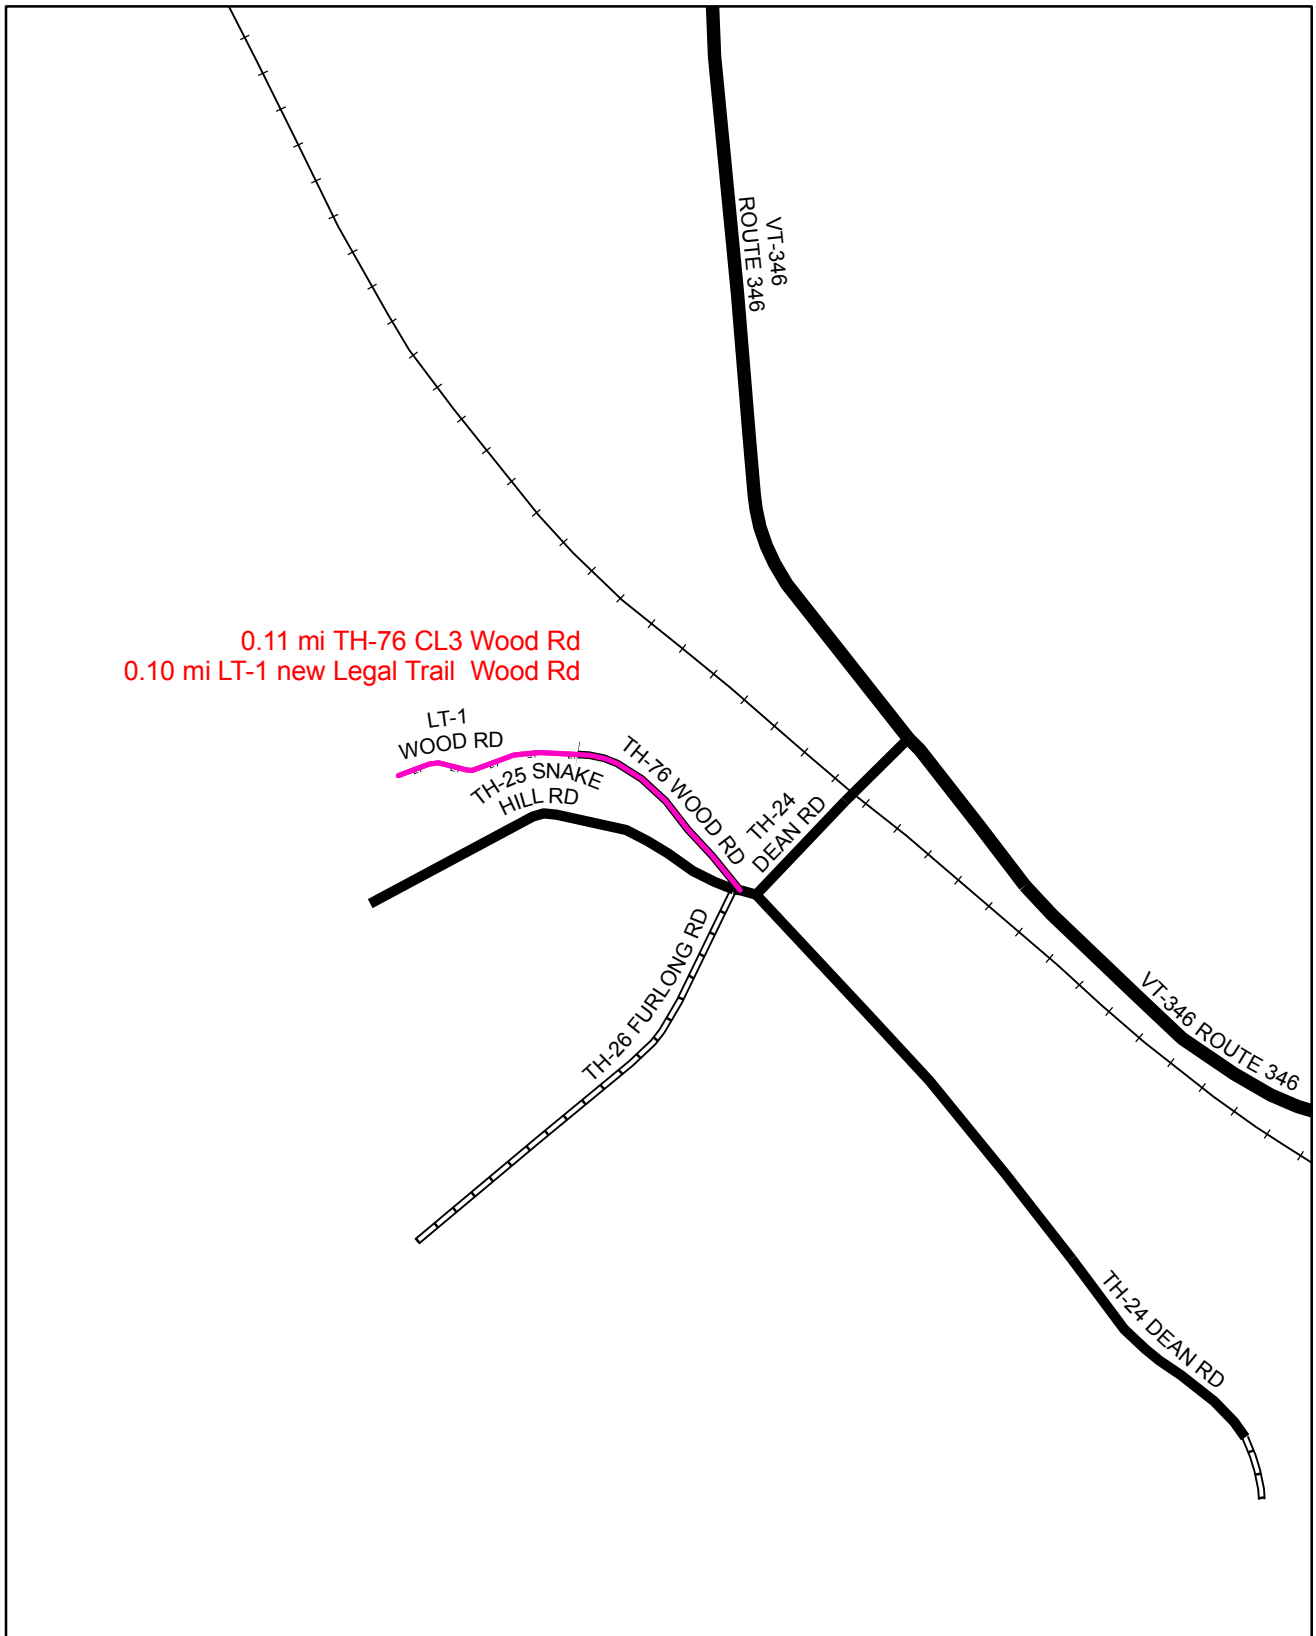 VT-346
ROUTE 346
0.11 mi TH-76 CL3 Wood Rd
0.10 mi LT-1 new Legal Trail  Wood Rd
LT-1
WOOD RD
TH-76 WOOD RD
TH-25 SNAKE
HILL RD
TH-24
DEAN RD
TH-26 FURLONG RD
VT-346 ROUTE 346
TH-24 DEAN RD